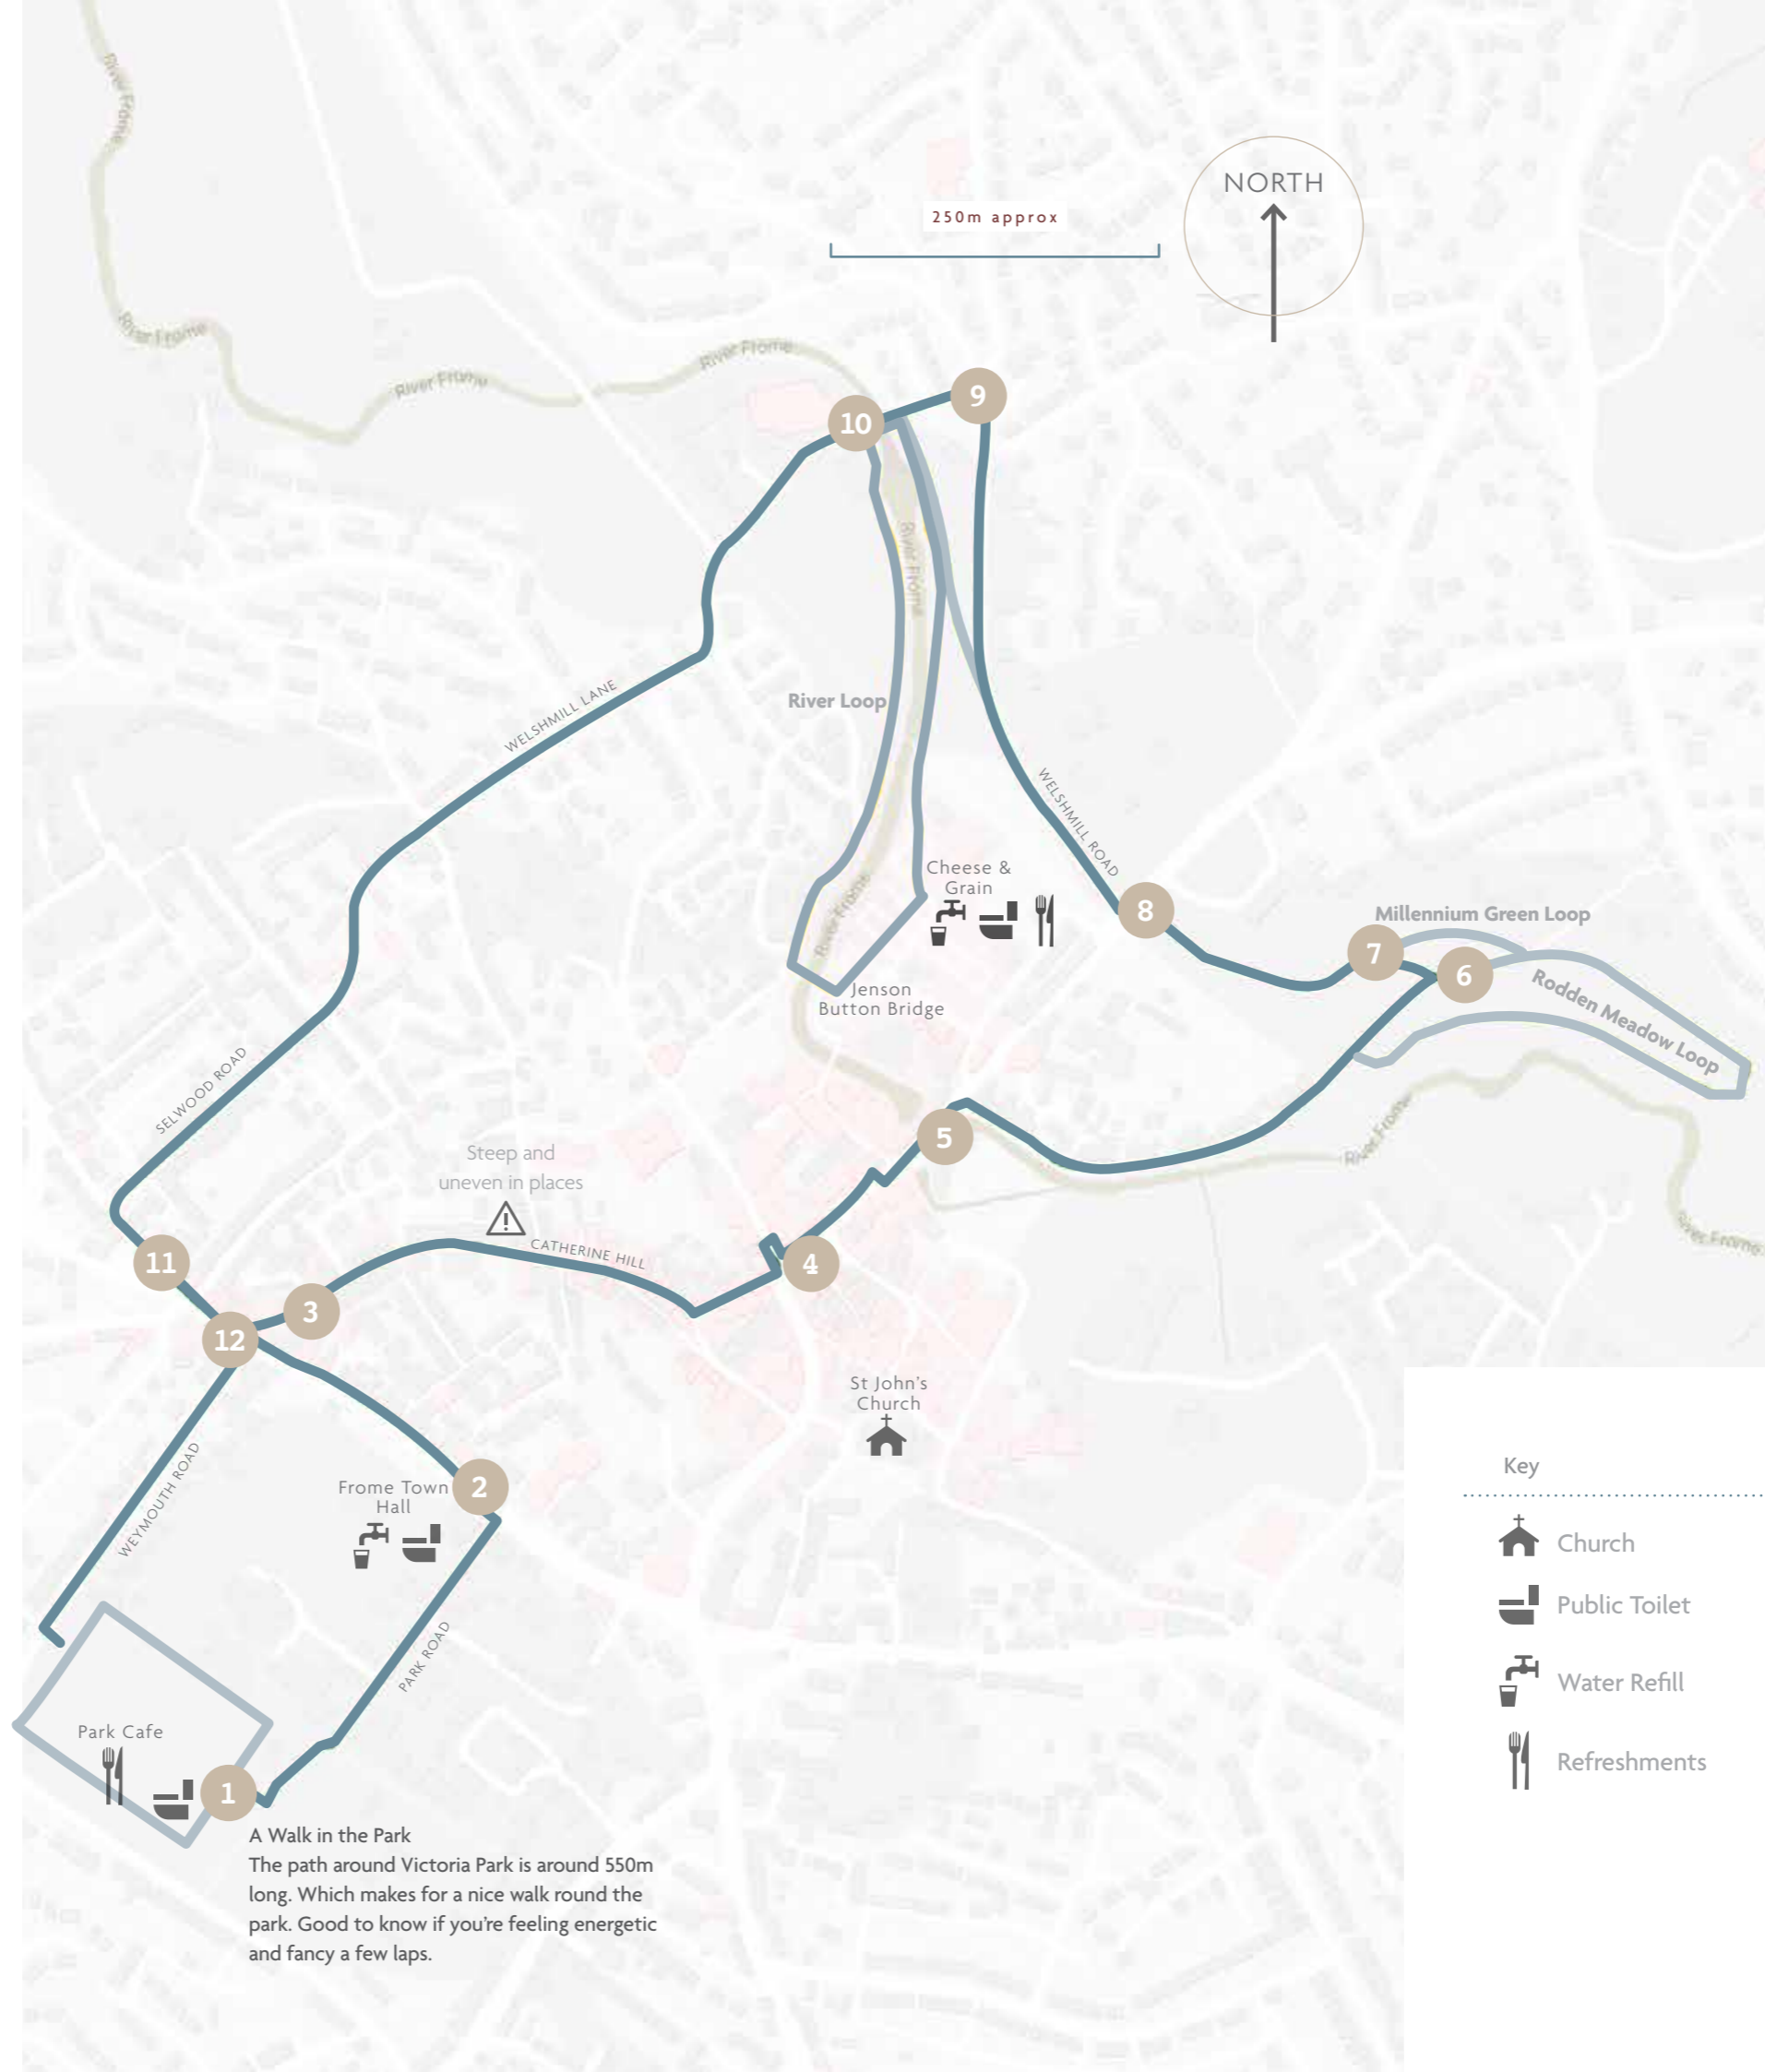 River Frome
NORTH
250m approx
River Frome
River Frome
River Frome
9
10
River Frome
WELSHMILL LANE
River Loop
WELSHMILL ROAD
Cheese &
Grain
River Frome
8
Millennium Green Loop
7
6
Rodden Meadow Loop
Jenson
Button Bridge
SELWOOD ROAD
5
River Frome
Steep and
uneven in places
River Frome
CATHERINE HILL
11
4
3
12
St John's
Church
WEYMOUTH ROAD
Frome Town
Hall
2
PARK ROAD
Park Cafe
1
A Walk in the Park
The path around Victoria Park is around 550m
long. Which makes for a nice walk round the
park. Good to know if you're feeling energetic
and fancy a few laps.
Key
Church
Public Toilet
Water Refill
Refreshments